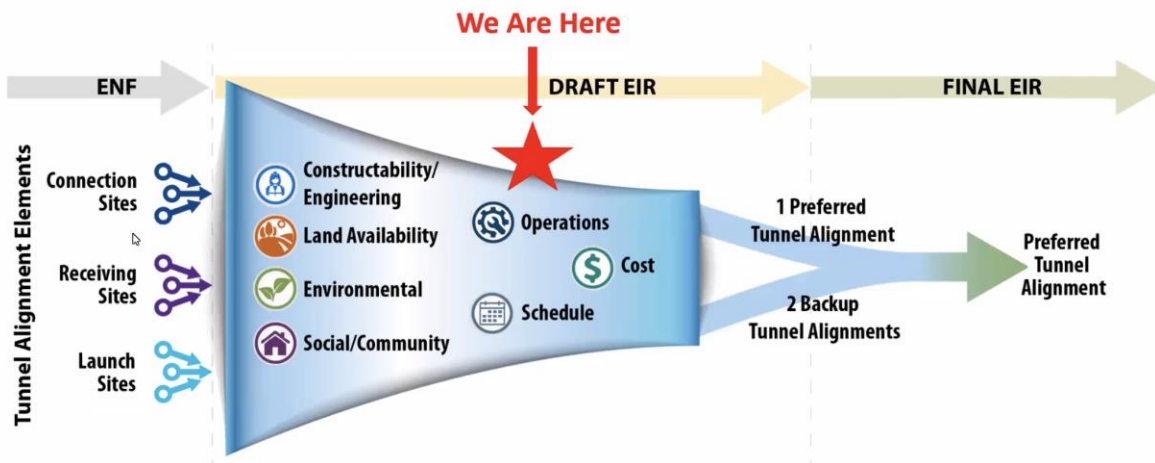 We Are Here
ENF
DRAFT EIR
FINAL EIR
Tunnel Alignment Elements
Connection
Sites
Receiving
Sites
Launch
Sites
Constructability/
Engineering
Land Availability
Environmental
Social/Community
Operations
$
Cost
Schedule
1 Preferred
Tunnel Alignment
2 Backup
Tunnel Alignments
Preferred
Tunnel
Alignment